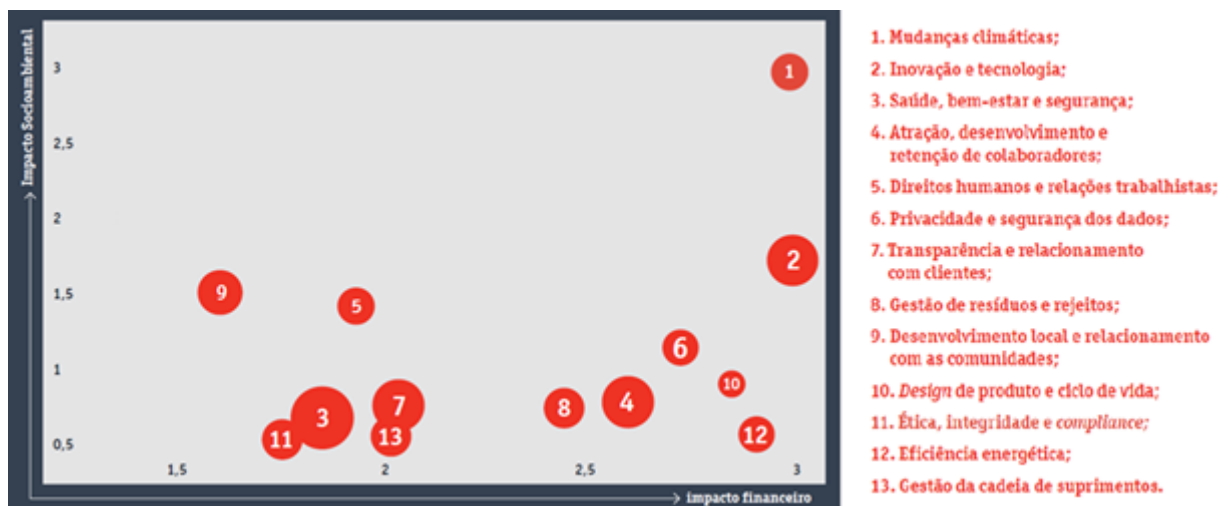 Impacto Socioambiental
3
2,5
2
1,5
1
0,5
1
2
9
5
6
10
3
7
8
4
11
13
12
1,5
2
2,5
3
impacto financeiro
1. Mudanças climáticas;
2. Inovação e tecnologia;
3. Saúde, bem-estar e segurança;
4. Atração, desenvolvimento e
retenção de colaboradores;
5. Direitos humanos e relações trabalhistas;
6. Privacidade e segurança dos dados;
7. Transparência e relacionamento
com clientes;
8. Gestão de resíduos e rejeitos;
9. Desenvolvimento local e relacionamento
com as comunidades;
10. Design de produto e ciclo de vida;
11. Ética, integridade e compliance;
12. Eficiência energética;
13. Gestão da cadeia de suprimentos.